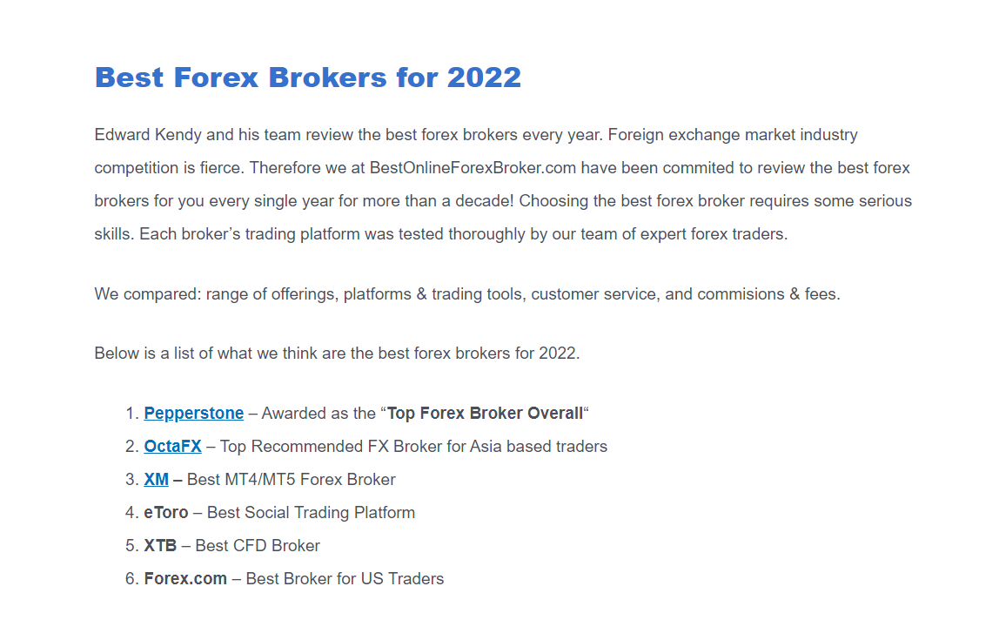 Best Forex Brokers for 2022
Edward Kendy and his team review the best forex brokers every year. Foreign exchange market industry
competition is fierce. Therefore we at BestOnlineForexBroker.com have been commited to review the best forex
brokers for you every single year for more than a decade! Choosing the best forex broker requires some serious
skills. Each broker’s trading platform was tested thoroughly by our team of expert forex traders.
We compared: range of offerings, platforms & trading tools, customer service, and commisions & fees.
Below is a list of what we think are the best forex brokers for 2022.
1. Pepperstone – Awarded as the “Top Forex Broker Overall“
2. OctaFX – Top Recommended FX Broker for Asia based traders
3. XM – Best MT4/MT5 Forex Broker
4. eToro – Best Social Trading Platform
5. XTB – Best CFD Broker
6. Forex.com – Best Broker for US Traders